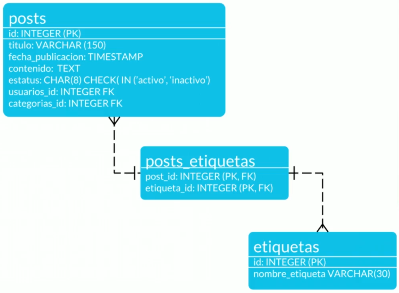 posts
id: INTEGER (PK)
titulo: VARCHAR (150)
fecha_publicacion: TIMESTAMP
contenido: TEXT
estatus: CHAR(8) CHECK( IN ('activo', 'inactivo')
usuarios_id: INTEGER FK
categorias_id: INTEGER FK
posts_etiquetas
post_id: INTEGER (PK, FK)
etiqueta_id: INTEGER (PK, FK)
etiquetas
id: INTEGER (PK)
nombre_etiqueta VARCHAR(30)